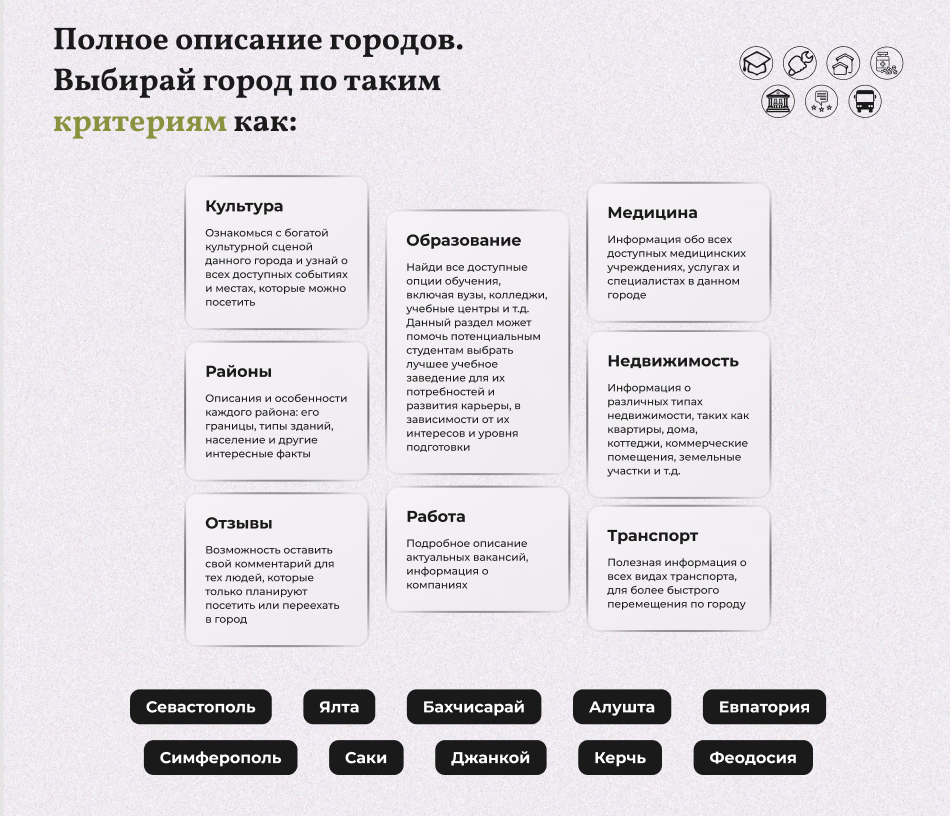 Полное описание городов.
Выбирай город по таким
критериям как:
Культура
Ознакомься с богатой
культурной сценой
данного города и узнай о
всех доступных событиях
и местах, которые можно
посетить
Районы
Описания и особенности
каждого района: его
границы, типы зданий,
население и другие
интересные факты
Отзывы
Возможность оставить
свой комментарий для
тех людей, которые
только планируют
посетить или переехать
в город
Образование
Найди все доступные
опции обучения,
включая вузы, колледжи,
учебные центры и т.д.
Данный раздел может
помочь потенциальным
студентам выбрать
лучшее учебное
заведение для их
потребностей и
развития карьеры, в
зависимости от их
интересов и уровня
подготовки
Работа
Подробное описание
актуальных вакансий,
информация о
компаниях
Медицина
Информация обо всех
доступных медицинских
учреждениях, услугах и
специалистах в данном
городе
Недвижимость
Информация о
различных типах
недвижимости, таких как
квартиры, дома,
коттеджи, коммерческие
помещения, земельные
участки и т.д.
Транспорт
Полезная информация о
всех видах транспорта,
для более быстрого
перемещения по городу
Севастополь Ялта Бахчисарай Алушта Евпатория
Симферополь Саки Джанкой Керчь Феодосия